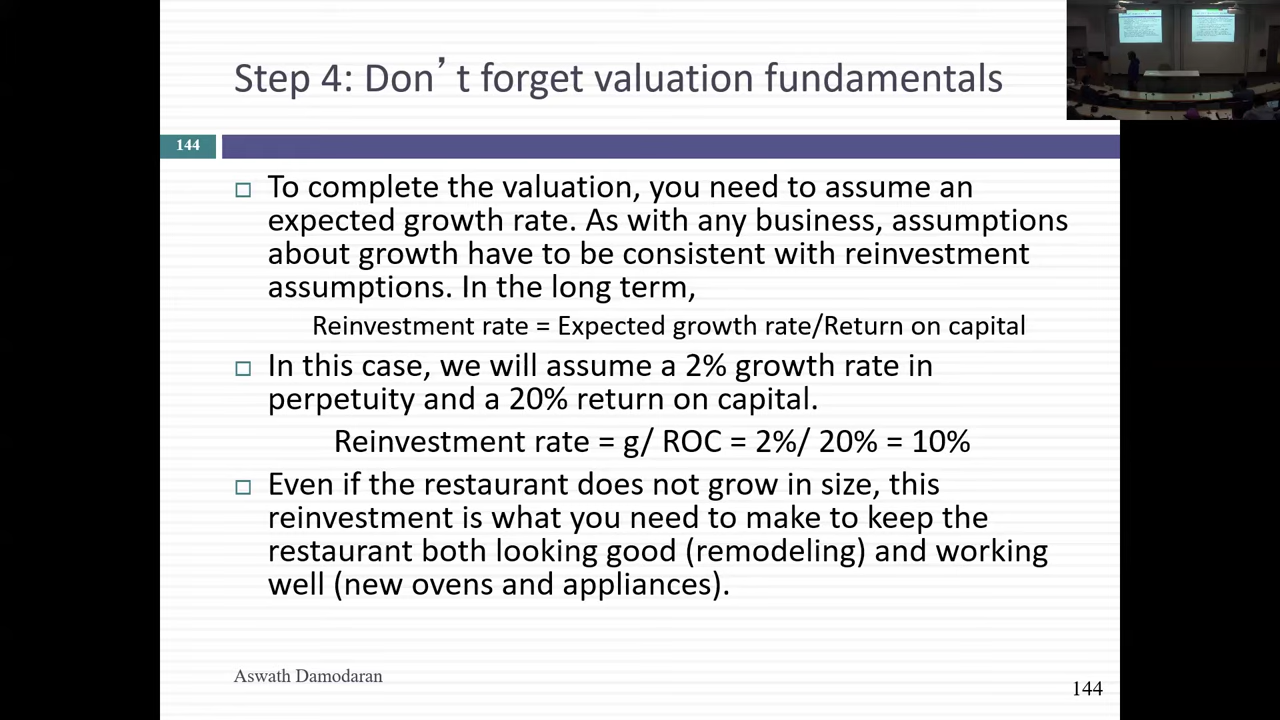 Step 4: Don’t forget valuation fundamentals
144
□ To complete the valuation, you need to assume an
expected growth rate. As with any business, assumptions
about growth have to be consistent with reinvestment
assumptions. In the long term,
Reinvestment rate = Expected growth rate/Return on capital
□ In this case, we will assume a 2% growth rate in
perpetuity and a 20% return on capital.
Reinvestment rate = g/ ROC = 2%/ 20% = 10%
□ Even if the restaurant does not grow in size, this
reinvestment is what you need to make to keep the
restaurant both looking good (remodeling) and working
well (new ovens and appliances).
Aswath Damodaran
144